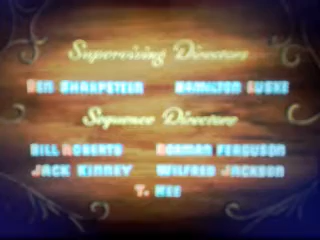 Supervising Directors
BEN SHARPSTEEN HAMILTON LUSKE
Sequence Directors
BILL ROBERTS NORMAN FERGUSON
JACK KINNEY WILFRED JACKSON
T. HEE